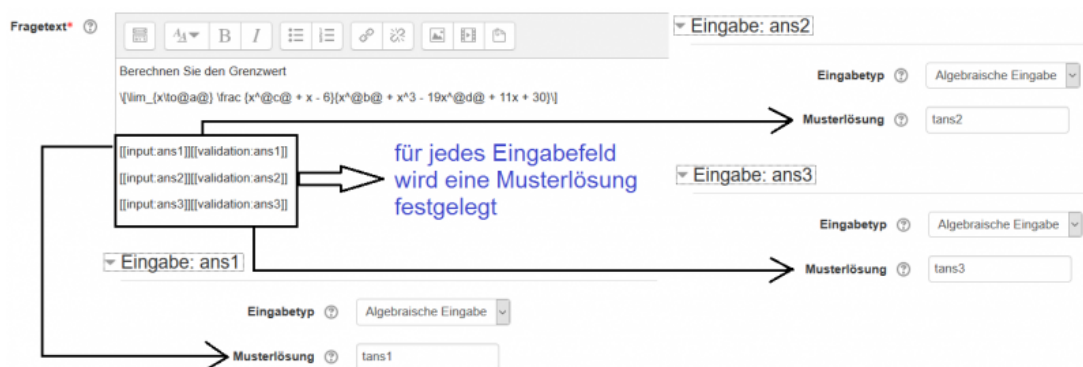 Fragetext*
Berechnen Sie den Grenzwert
\[\lim_{x\to@a@} \frac {x^@c@ + x - 6}{x^@b@ + x^3 - 19x^@d@ + 11x + 30}\]
[[input:ans1]][[validation:ans1]]
[[input:ans2]][[validation:ans2]]
[[input:ans3]][[validation:ans3]]
für jedes Eingabefeld
wird eine Musterlösung
festgelegt
Eingabe: ans2
Eingabetyp Algebraische Eingabe
Musterlösung tans2
Eingabe: ans3
Eingabetyp Algebraische Eingabe
Musterlösung tans3
Eingabe: ans1
Eingabetyp Algebraische Eingabe
Musterlösung tans1